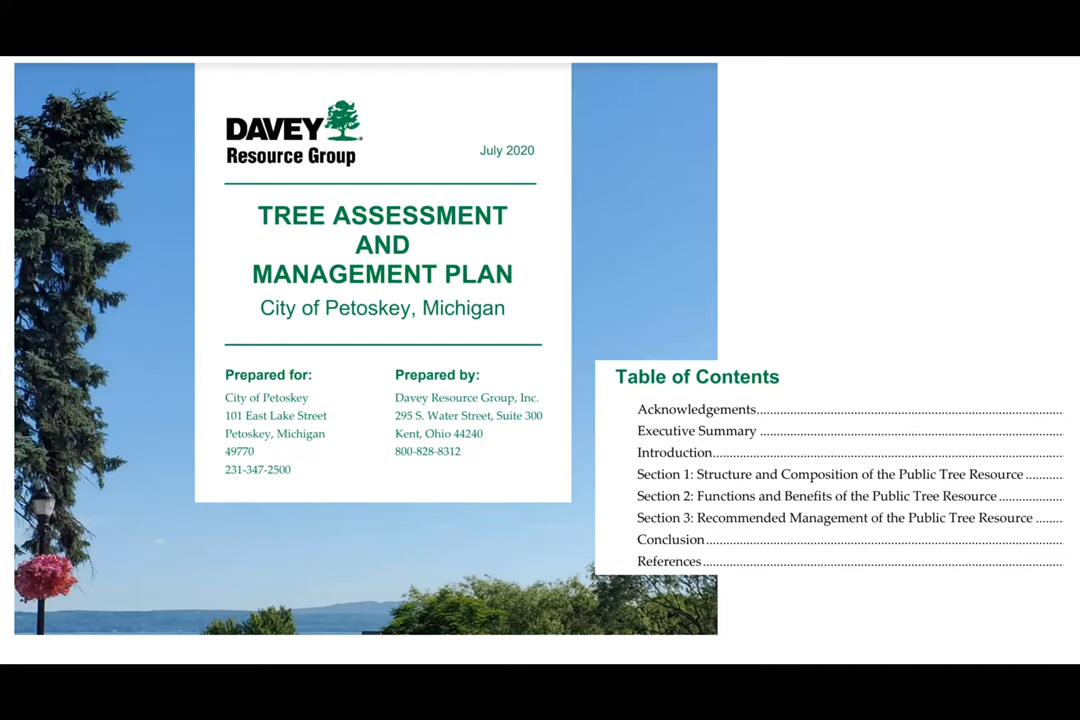 DAVEY
Resource Group
July 2020
TREE ASSESSMENT
AND
MANAGEMENT PLAN
City of Petoskey, Michigan
Prepared for:
City of Petoskey
101 East Lake Street
Petoskey, Michigan
49770
231-347-2500
Prepared by:
Davey Resource Group, Inc.
295 S. Water Street, Suite 300
Kent, Ohio 44240
800-828-8312
Table of Contents
Acknowledgements
Executive Summary
Introduction
Section 1: Structure and Composition of the Public Tree Resource
Section 2: Functions and Benefits of the Public Tree Resource
Section 3: Recommended Management of the Public Tree Resource
Conclusion
References